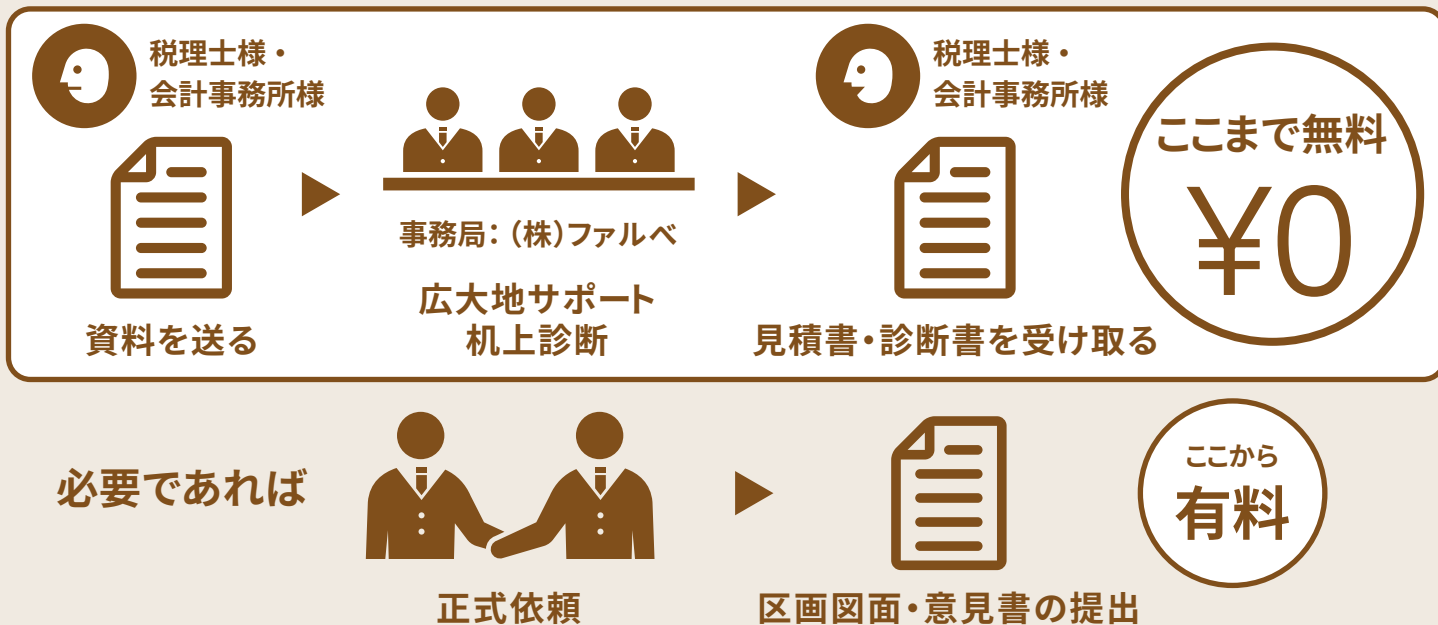 税理士様・
会計事務所様
資料を送る
事務局：（株）ファルベ
広大地サポート
机上診断
税理士様・
会計事務所様
見積書・診断書を受け取る
ここまで無料
¥0
必要であれば
正式依頼
区画図面・意見書の提出
ここから
有料